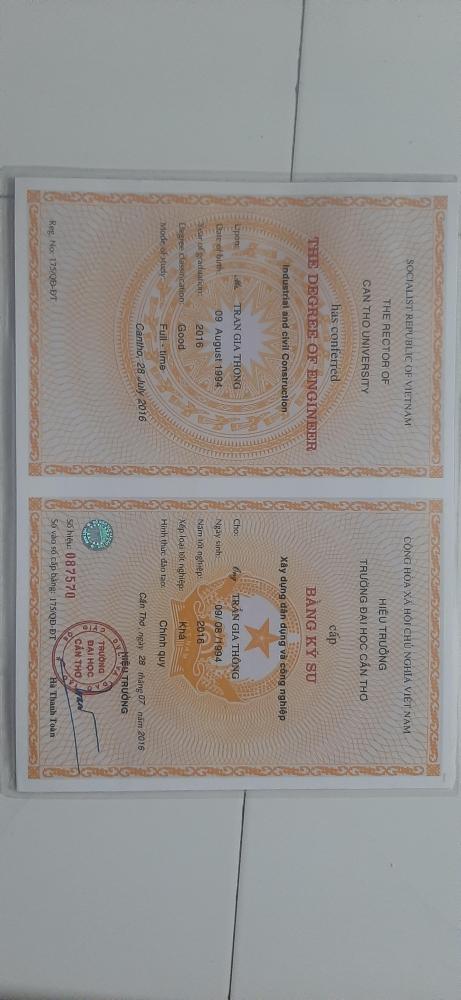 SOCIALIST REPUBLIC OF VIETNAM
THE RECTOR OF
CAN THO UNIVERSITY
has conferred
THE DEGREE OF ENGINEER
Industrial and civil Construction
Upon: Mr TRAN GIA THONG
Date of birth: 09 August 1994
Year of graduation: 2016
Degree classification: Good
Mode of study: Full - time
Cantho, 28 July 2016
Reg. No: 175/QĐ-ĐT
CỘNG HÒA XÃ HỘI CHỦ NGHĨA VIỆT NAM
HIỆU TRƯỞNG
TRƯỜNG ĐẠI HỌC CẦN THƠ
cấp
BẰNG KỸ SƯ
Xây dựng dân dụng và công nghiệp
Cho: Ông TRẦN GIA THÔNG
Ngày sinh: 09/ 08 /1994
Năm tốt nghiệp: 2016
Xếp loại tốt nghiệp: Khá
Hình thức đào tạo: Chính quy
Cần Thơ, ngày 28 tháng 07 năm 2016
HIỆU TRƯỞNG
TRƯỜNG
ĐẠI HỌC
CẦN THƠ
Hà Thanh Toàn
Số hiệu: 087570
Số vào sổ cấp bằng: 175/QĐ-ĐT